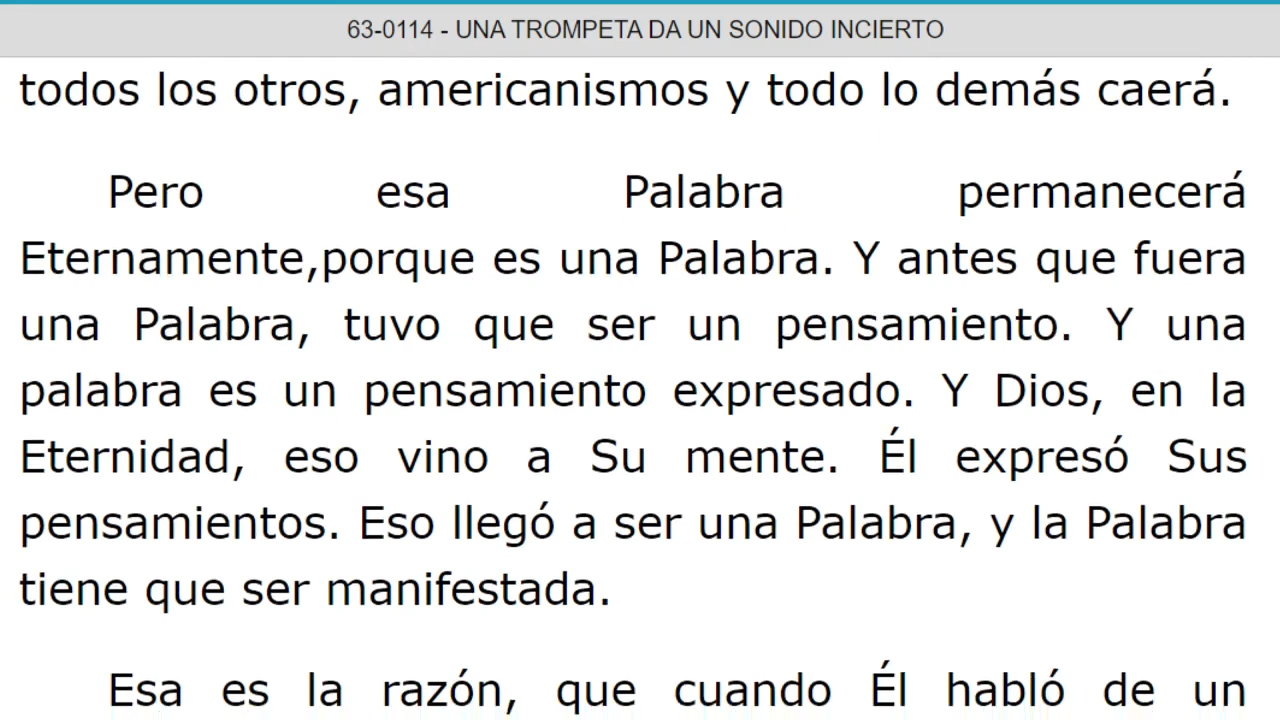 63-0114 - UNA TROMPETA DA UN SONIDO INCIERTO
todos los otros, americanismos y todo lo demás caerá.
Pero esa Palabra permanecerá
Eternamente,porque es una Palabra. Y antes que fuera
una Palabra, tuvo que ser un pensamiento. Y una
palabra es un pensamiento expresado. Y Dios, en la
Eternidad, eso vino a Su mente. Él expresó Sus
pensamientos. Eso llegó a ser una Palabra, y la Palabra
tiene que ser manifestada.
Esa es la razón, que cuando Él habló de un